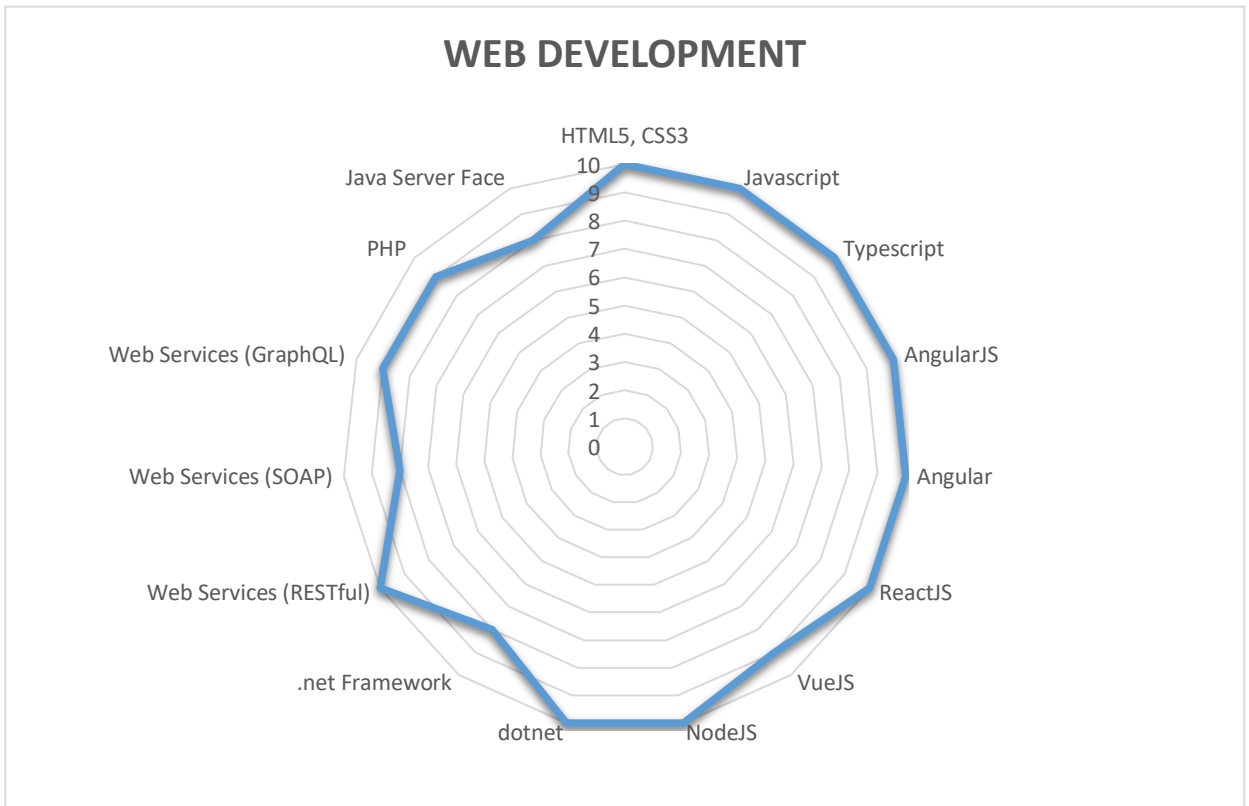 WEB DEVELOPMENT
HTML5, CSS3
Javascript
Typescript
AngularJS
Angular
ReactJS
VueJS
NodeJS
dotnet
.net Framework
Web Services (RESTful)
Web Services (SOAP)
Web Services (GraphQL)
PHP
Java Server Face
10
9
8
7
6
5
4
3
2
1
0